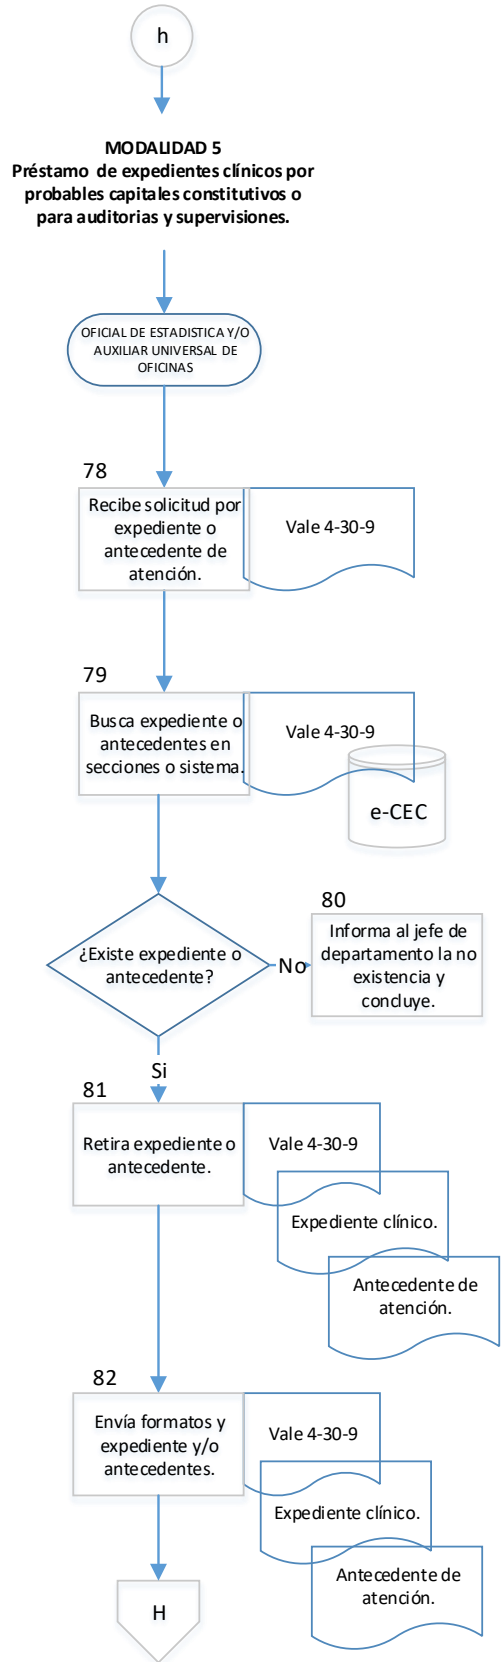 h
MODALIDAD 5
Préstamo de expedientes clínicos por
probables capitales constitutivos o
para auditorias y supervisiones.
OFICIAL DE ESTADISTICA Y/O
AUXILIAR UNIVERSAL DE
OFICINAS
78
Recibe solicitud por
expediente o
antecedente de
atención.
Vale 4-30-9
79
Busca expediente o
antecedentes en
secciones o sistema.
Vale 4-30-9
e-CEC
¿Existe expediente o
antecedente?
No
80
Informa al jefe de
departamento la no
existencia y
concluye.
Si
81
Retira expediente o
antecedente.
Vale 4-30-9
Expediente clínico.
Antecedente de
atención.
82
Envía formatos y
expediente y/o
antecedentes.
Vale 4-30-9
Expediente clínico.
Antecedente de
atención.
H